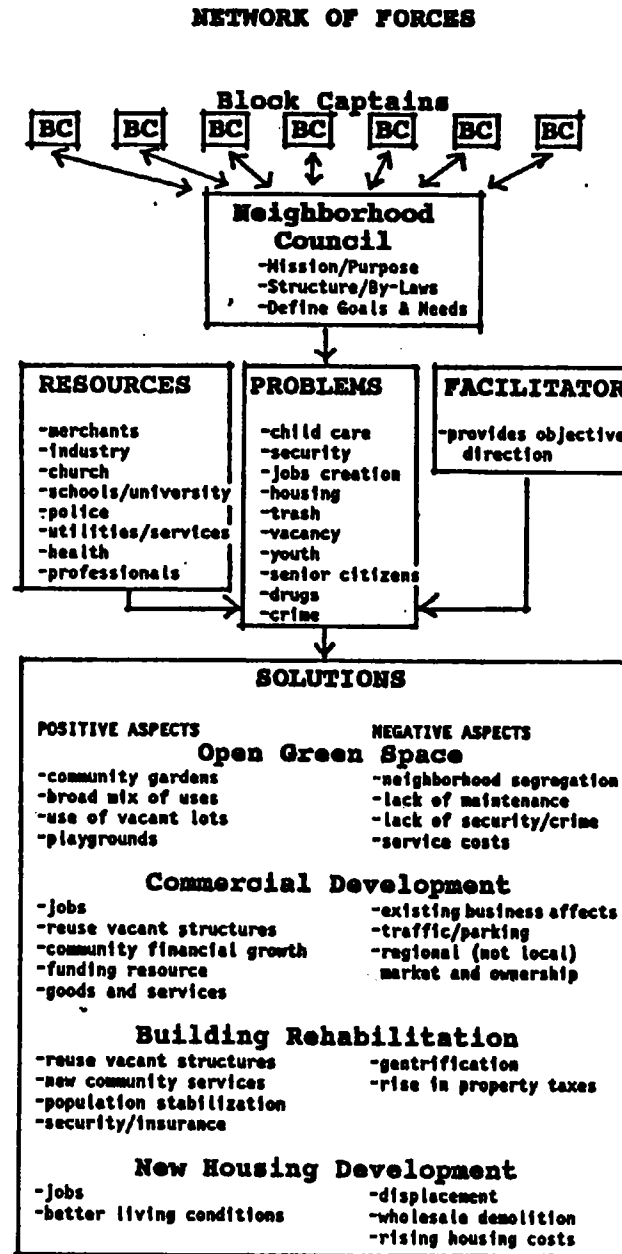 NETWORK OF FORCES
Block Captains
BC BC BC BC BC BC BC
Neighborhood
Council
-Mission/Purpose
-Structure/By-Laws
-Define Goals & Needs
RESOURCES
-merchants
-industry
-church
-schools/university
-police
-utilities/services
-health
-professionals
PROBLEMS
-child care
-security
-jobs creation
-housing
-trash
-vacancy
-youth
-senior citizens
-drugs
-crime
FACILITATOR
-provides objective
direction
SOLUTIONS
POSITIVE ASPECTS NEGATIVE ASPECTS
Open Green Space
-community gardens
-broad mix of uses
-use of vacant lots
-playgrounds
-neighborhood segregation
-lack of maintenance
-lack of security/crime
-service costs
Commercial Development
-jobs
-reuse vacant structures
-community financial growth
-funding resource
-goods and services
-existing business affects
-traffic/parking
-regional (not local)
market and ownership
Building Rehabilitation
-reuse vacant structures
-new community services
-population stabilization
-security/insurance
-gentrification
-rise in property taxes
New Housing Development
-jobs
-better living conditions
-displacement
-wholesale demolition
-rising housing costs